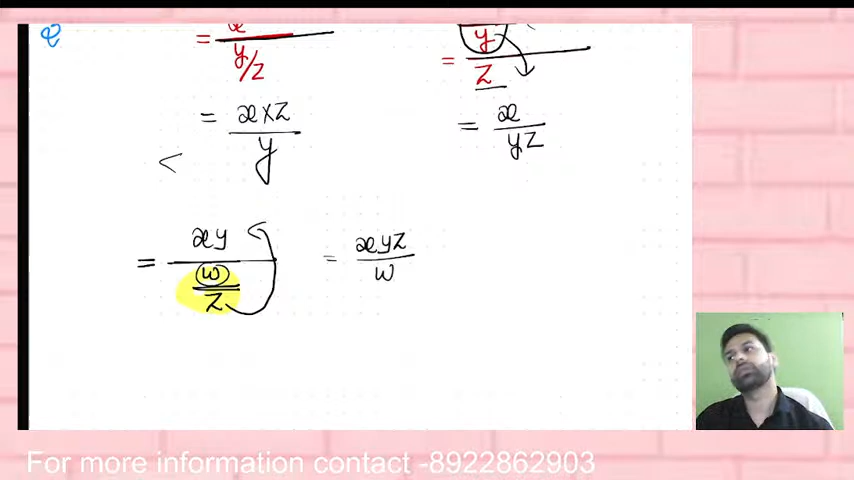 = x / (y/z)
= y / z
= x×z / y
= x / yz
<
= xy / (w / z) = xyz / w
For more information contact -8922862903